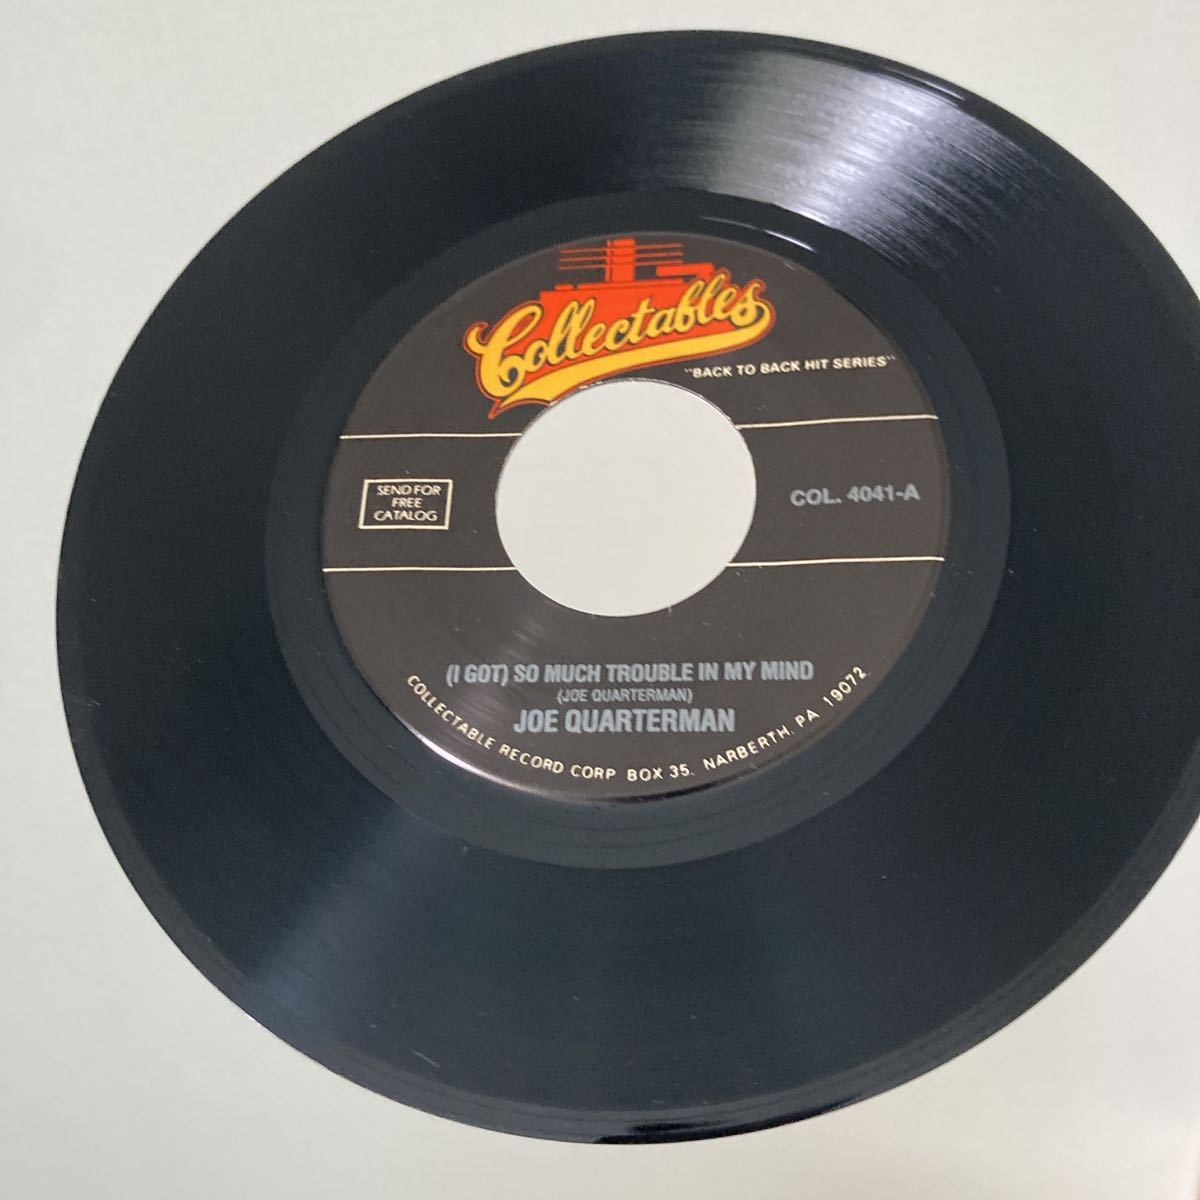 Collectables
"BACK TO BACK HIT SERIES"
SEND FOR
FREE
CATALOG
COL. 4041-A
(I GOT) SO MUCH TROUBLE IN MY MIND
(JOE QUARTERMAN)
JOE QUARTERMAN
COLLECTABLE RECORD CORP BOX 35, NARBERTH, PA 19072